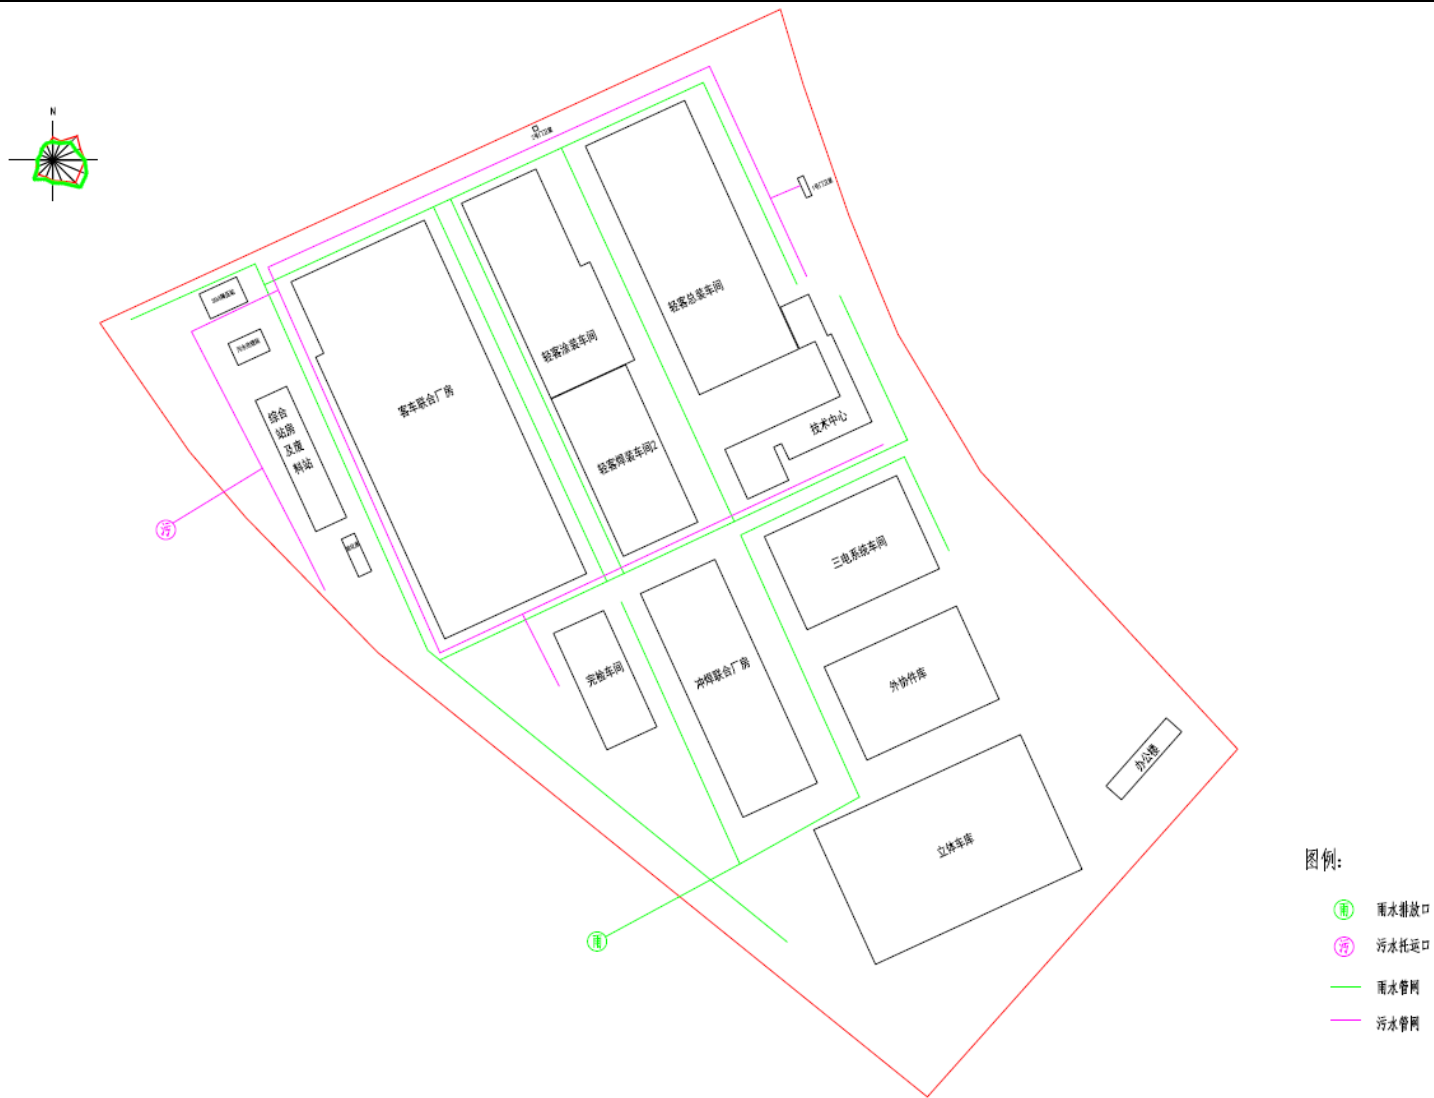 N
轻客总装车间
轻客涂装车间
客车联合厂房
综合
站房
及废
料站
轻客焊装车间2
技术中心
三电系统车间
完检车间
冲焊联合厂房
外协件库
办公楼
立体车库
污
雨
图例：
雨 雨水排放口
污 污水托运口
雨水管网
污水管网